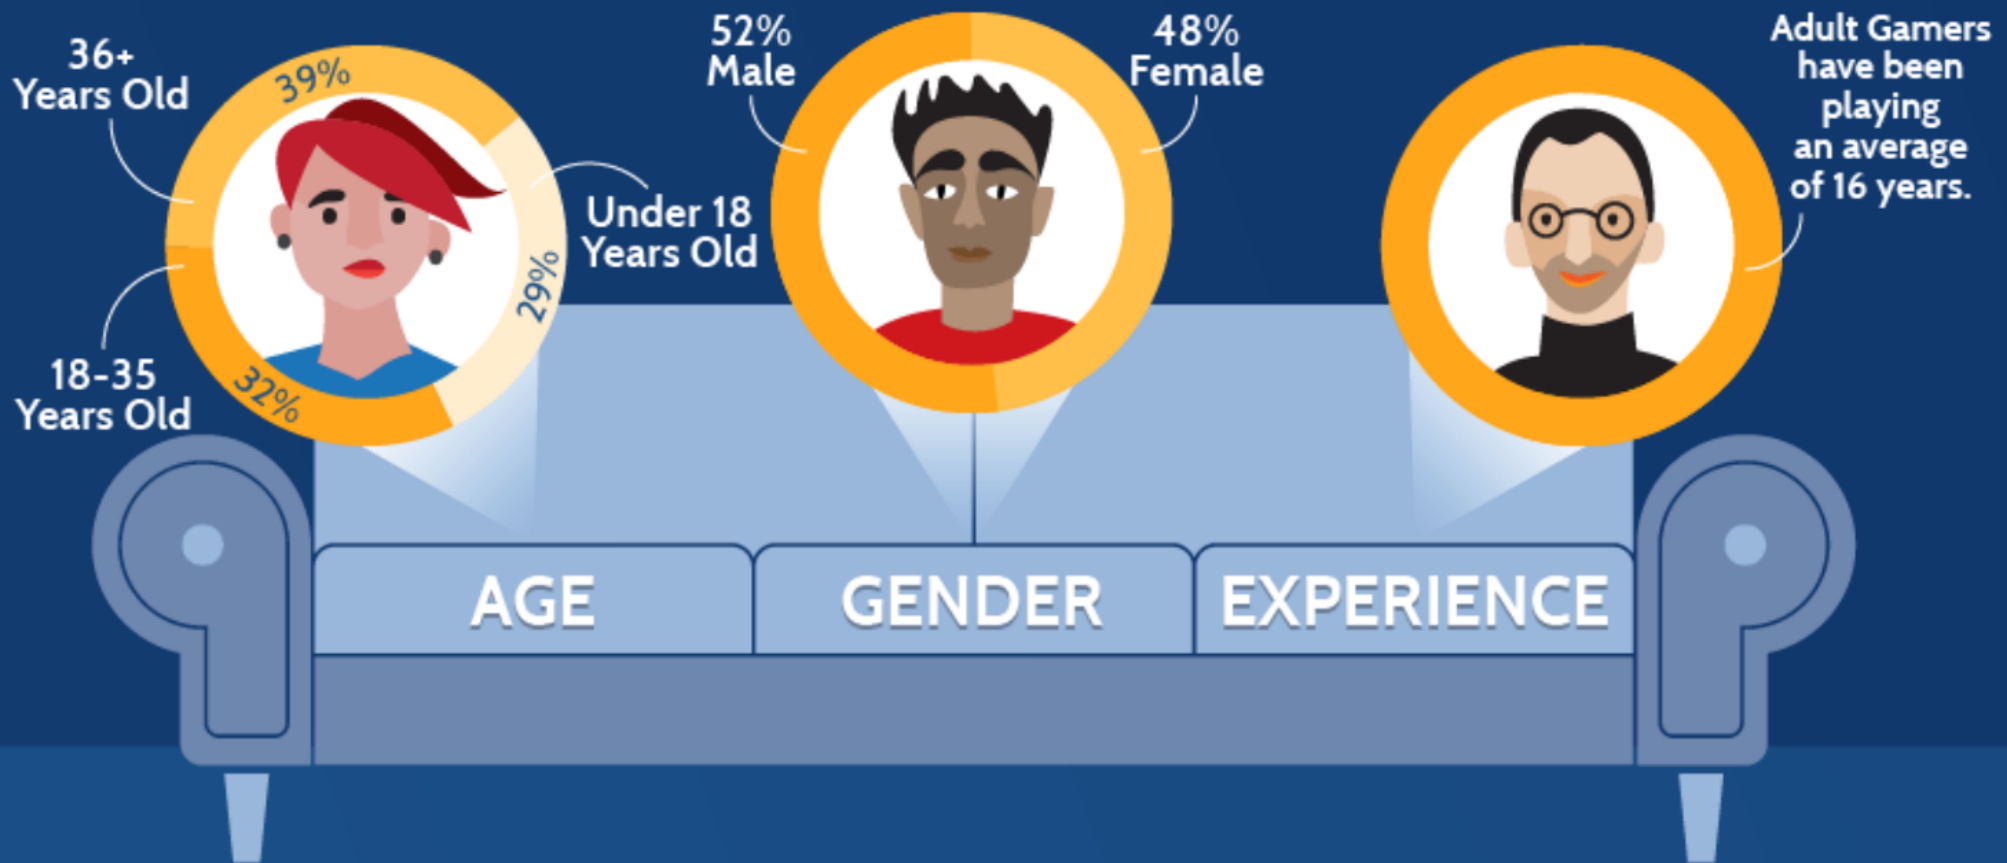 36+
Years Old
39%
Under 18
Years Old
29%
18-35
Years Old
32%
52%
Male
48%
Female
Adult Gamers
have been
playing
an average
of 16 years.
AGE
GENDER
EXPERIENCE